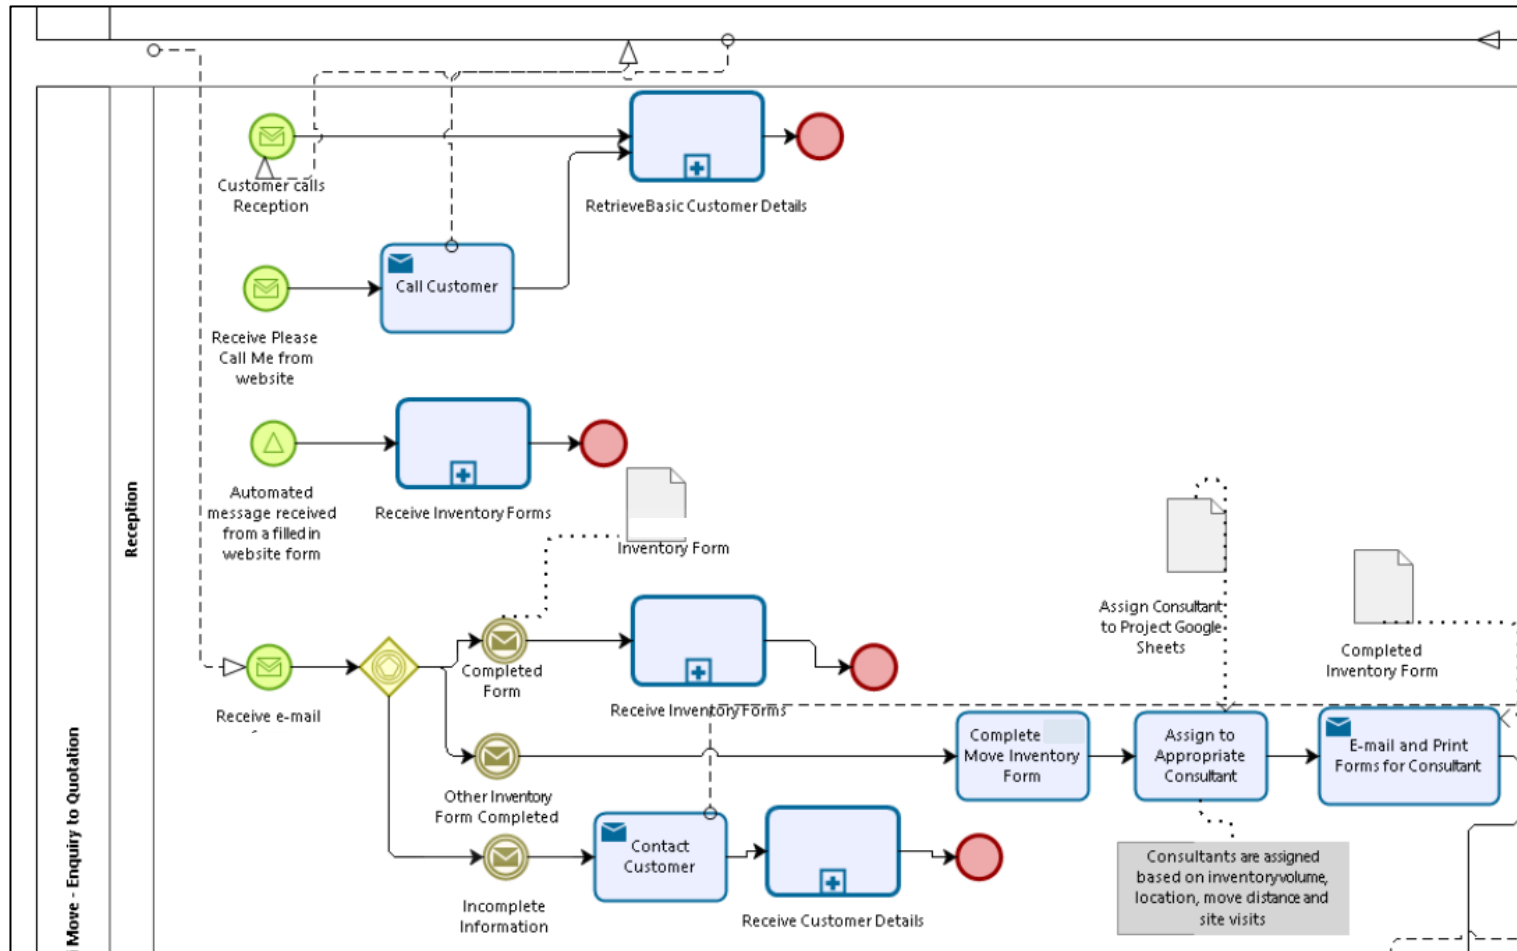 Customer calls
Reception
RetrieveBasic Customer Details
Call Customer
Receive Please
Call Me from
website
Automated
message received
from a filled in
website form
Receive Inventory Forms
Inventory Form
Reception
Move - Enquiry to Quotation
Receive e-mail
Completed
Form
Receive Inventory Forms
Other Inventory
Form Completed
Incomplete
Information
Contact
Customer
Receive Customer Details
Complete
Move Inventory
Form
Assign Consultant
to Project Google
Sheets
Assign to
Appropriate
Consultant
Completed
Inventory Form
E-mail and Print
Forms for Consultant
Consultants are assigned
based on inventoryvolume,
location, move distance and
site visits